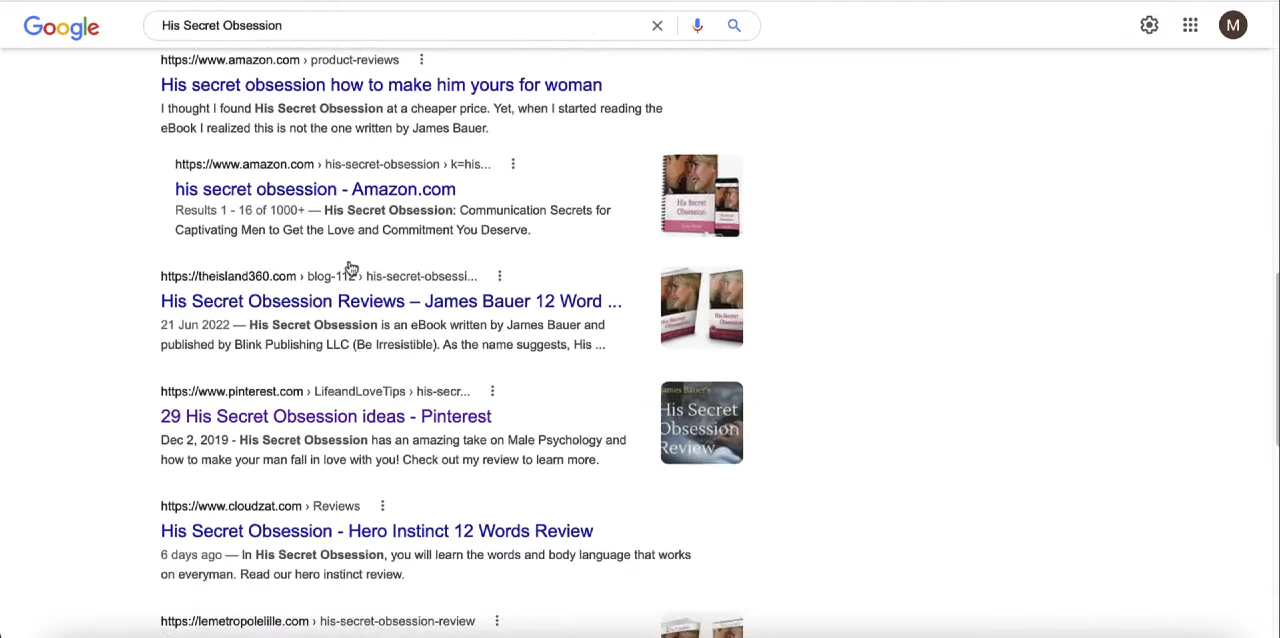 Google
His Secret Obsession
M
https://www.amazon.com › product-reviews
His secret obsession how to make him yours for woman
I thought I found His Secret Obsession at a cheaper price. Yet, when I started reading the
eBook I realized this is not the one written by James Bauer.
https://www.amazon.com › his-secret-obsession › k=his...
his secret obsession - Amazon.com
Results 1 - 16 of 1000+ — His Secret Obsession: Communication Secrets for
Captivating Men to Get the Love and Commitment You Deserve.
His Secret
Obsession
https://theisland360.com › blog-112 › his-secret-obsessi...
His Secret Obsession Reviews – James Bauer 12 Word ...
21 Jun 2022 — His Secret Obsession is an eBook written by James Bauer and
published by Blink Publishing LLC (Be Irresistible). As the name suggests, His ...
https://www.pinterest.com › LifeandLoveTips › his-secr...
29 His Secret Obsession ideas - Pinterest
Dec 2, 2019 - His Secret Obsession has an amazing take on Male Psychology and
how to make your man fall in love with you! Check out my review to learn more.
James Bauer's
His Secret
Obsession
Review
https://www.cloudzat.com › Reviews
His Secret Obsession - Hero Instinct 12 Words Review
6 days ago — In His Secret Obsession, you will learn the words and body language that works
on everyman. Read our hero instinct review.
https://lemetropolelille.com › his-secret-obsession-review